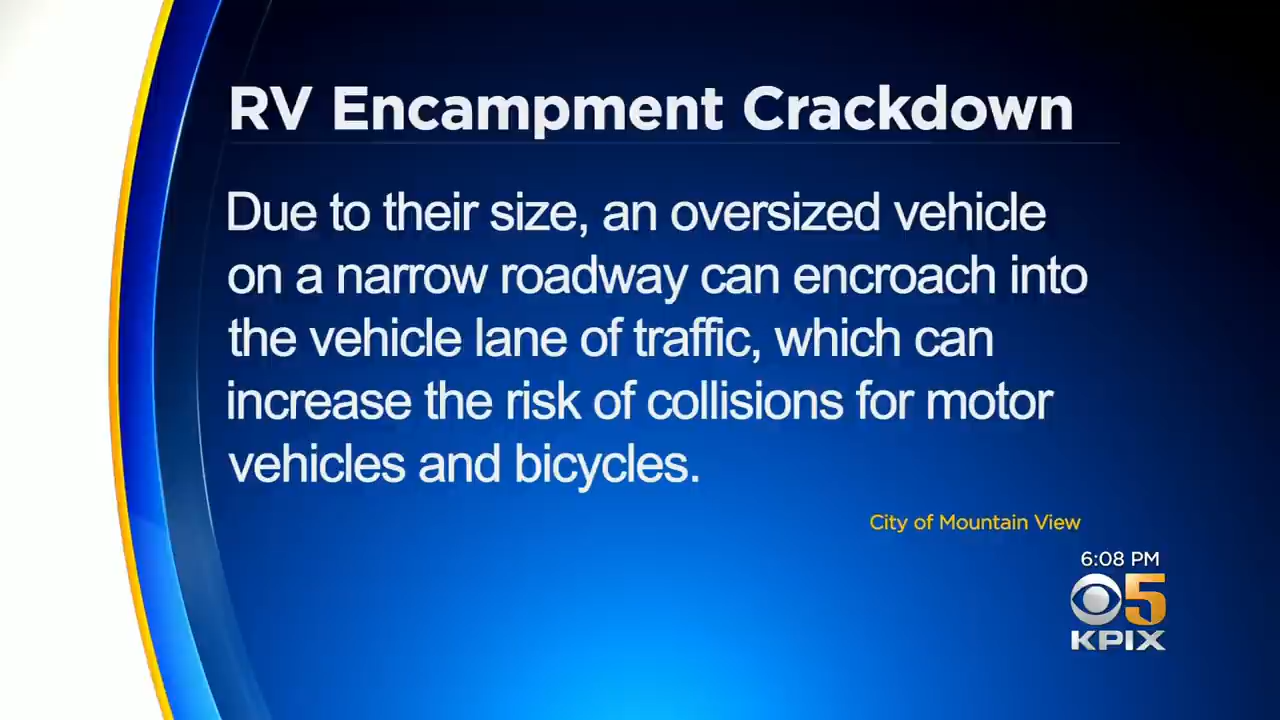 RV Encampment Crackdown
Due to their size, an oversized vehicle
on a narrow roadway can encroach into
the vehicle lane of traffic, which can
increase the risk of collisions for motor
vehicles and bicycles.
City of Mountain View
6:08 PM
5
KPIX